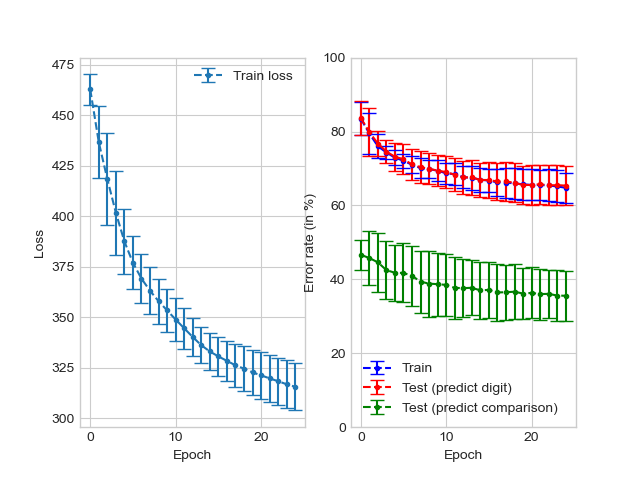 Loss
475
450
425
400
375
350
325
300
0
10
20
Epoch
Train loss
Error rate (in %)
100
80
60
40
20
0
0
10
20
Epoch
Train
Test (predict digit)
Test (predict comparison)